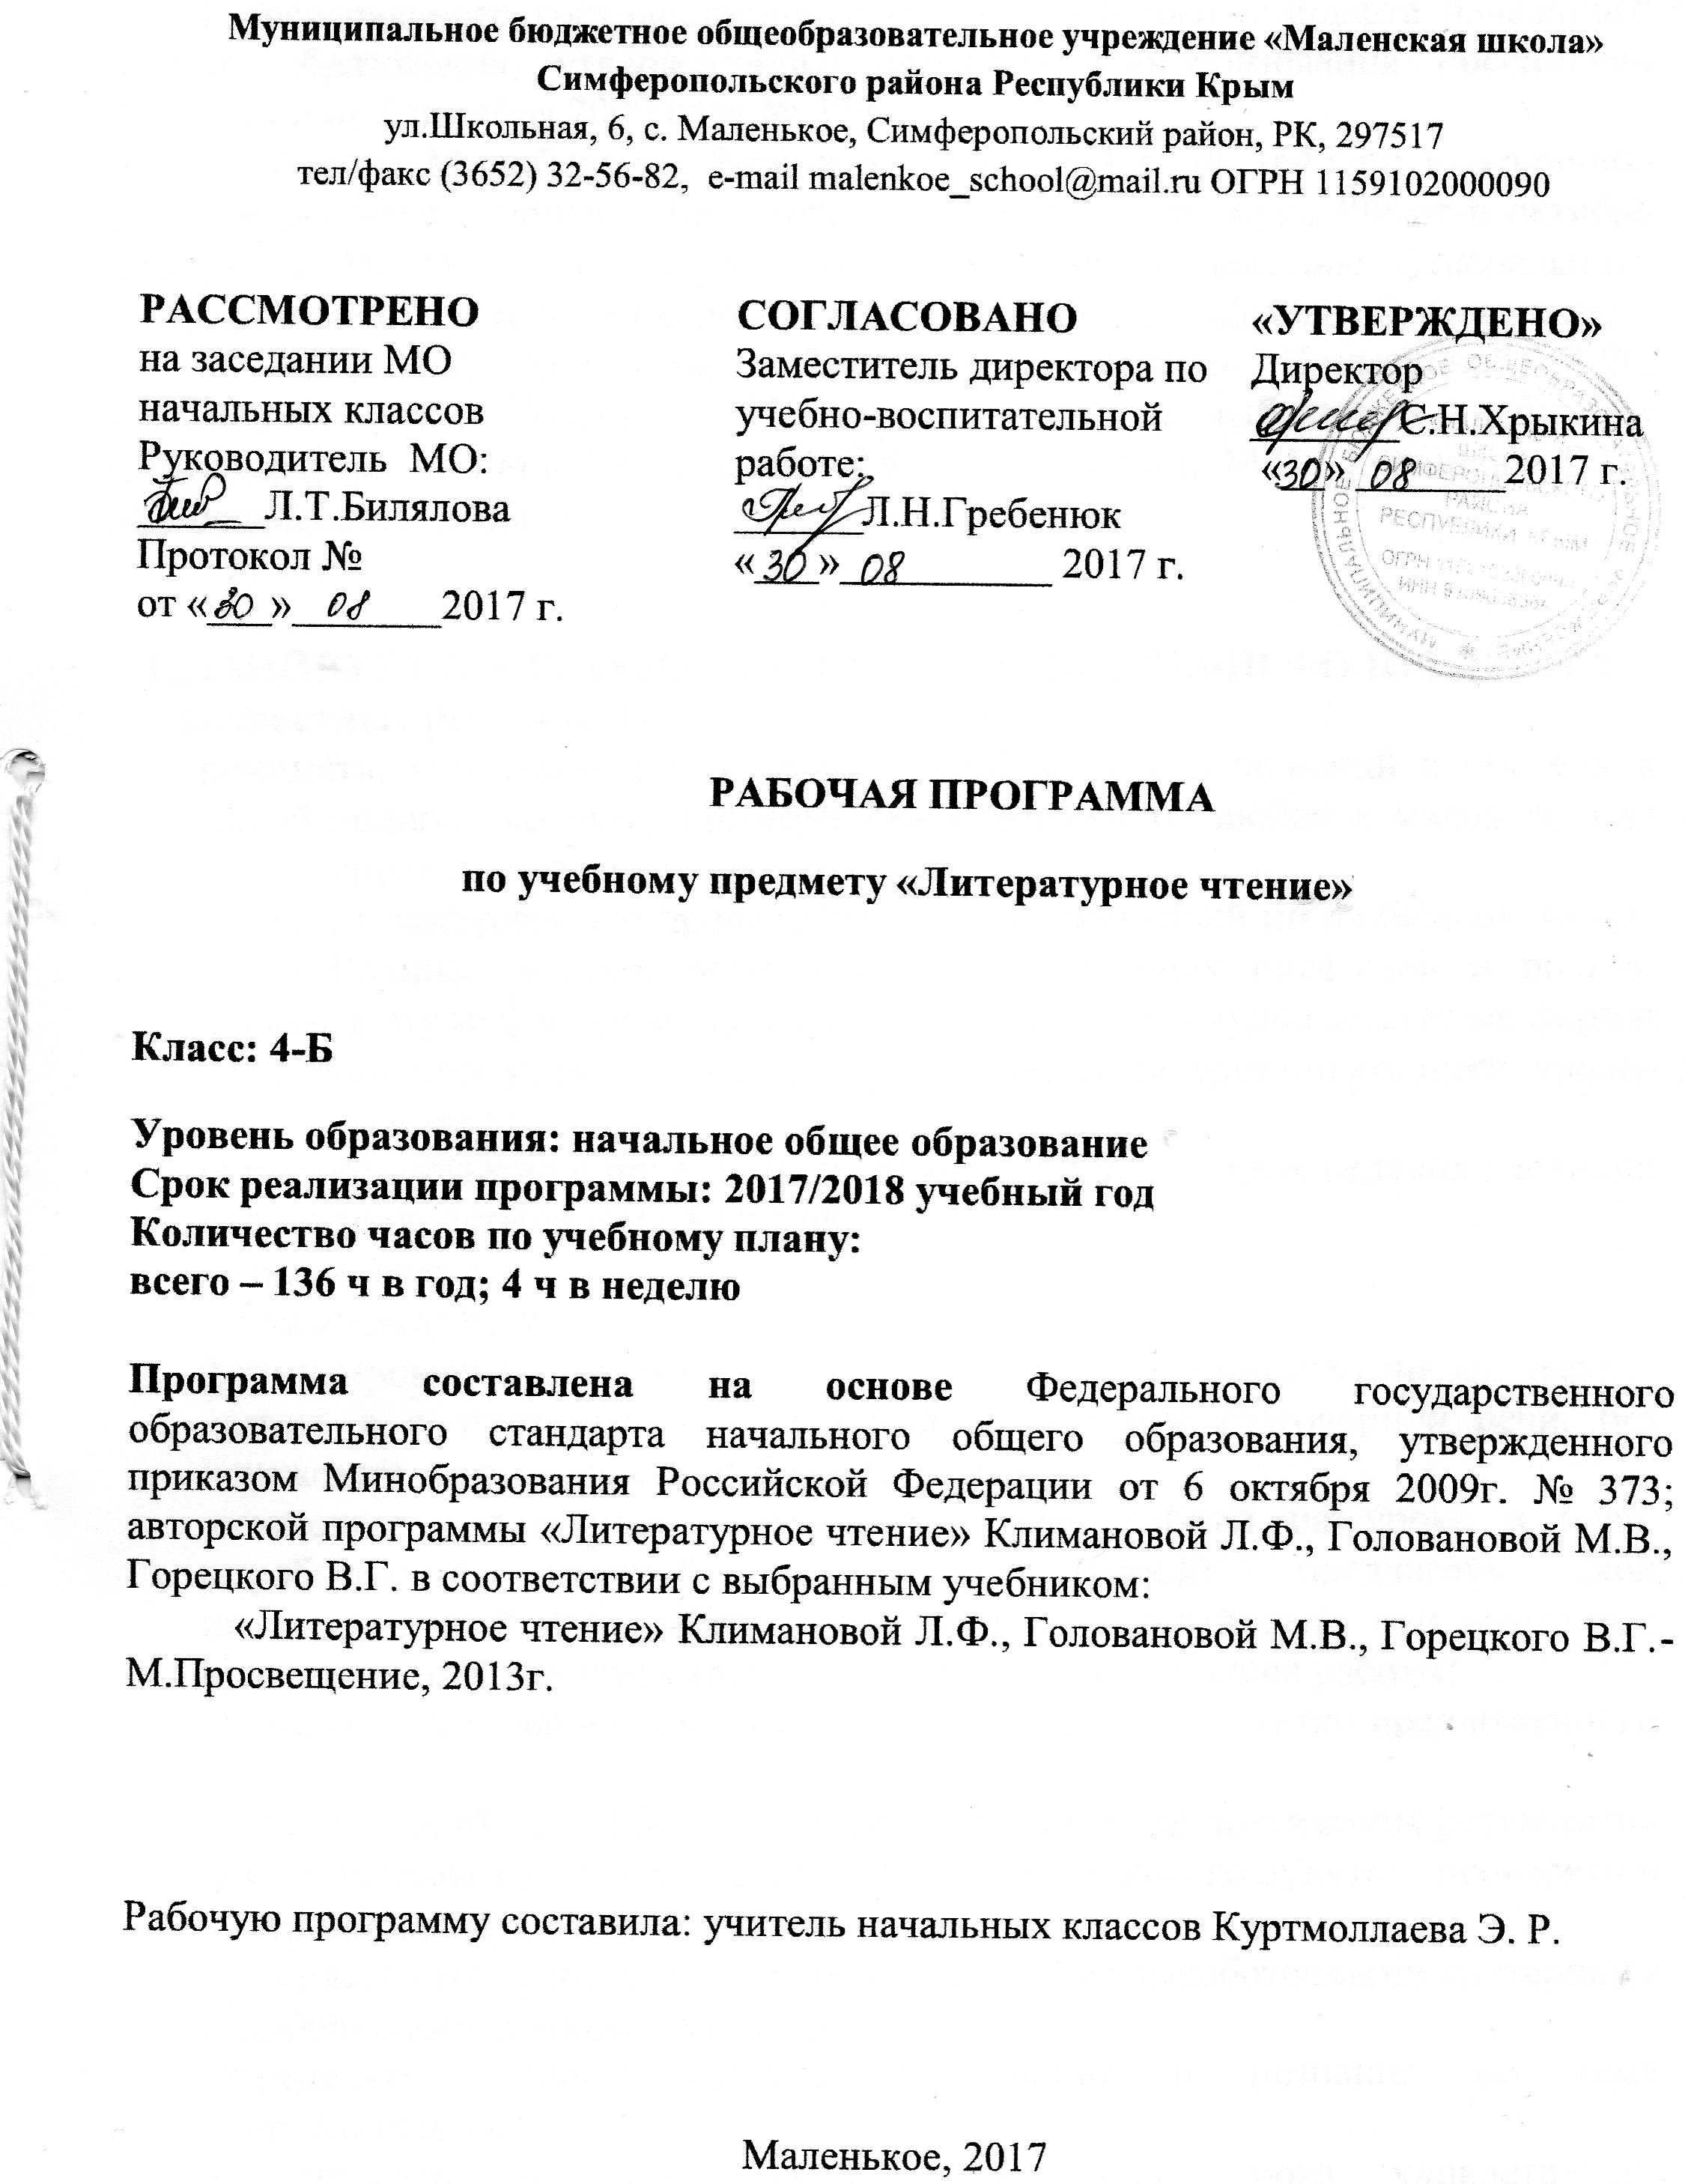 Муниципальное бюджетное общеобразовательное учреждение «Маленская школа»
Симферопольского района Республики Крым
ул.Школьная, 6, с. Маленькое, Симферопольский район, РК, 297517
тел/факс (3652) 32-56-82, e-mail malenkoe_school@mail.ru ОГРН 1159102000090
РАССМОТРЕНО
на заседании МО
начальных классов
Руководитель МО:
______Л.Т.Билялова
Протокол №
от «30» 08 2017 г.
СОГЛАСОВАНО
Заместитель директора по
учебно-воспитательной
работе:
______Л.Н.Гребенюк
«30» 08 2017 г.
«УТВЕРЖДЕНО»
Директор
_______С.Н.Хрыкина
«30» 08 2017 г.
РАЙОНА
РЕСПУБЛИКИ КРЫМ
РАБОЧАЯ ПРОГРАММА
по учебному предмету «Литературное чтение»
Класс: 4-Б
Уровень образования: начальное общее образование
Срок реализации программы: 2017/2018 учебный год
Количество часов по учебному плану:
всего – 136 ч в год; 4 ч в неделю
Программа составлена на основе Федерального государственного
образовательного стандарта начального общего образования, утвержденного
приказом Минобразования Российской Федерации от 6 октября 2009г. № 373;
авторской программы «Литературное чтение» Климановой Л.Ф., Головановой М.В.,
Горецкого В.Г. в соответствии с выбранным учебником:
«Литературное чтение» Климановой Л.Ф., Головановой М.В., Горецкого В.Г.-
М.Просвещение, 2013г.
Рабочую программу составила: учитель начальных классов Куртмоллаева Э. Р.
Маленькое, 2017